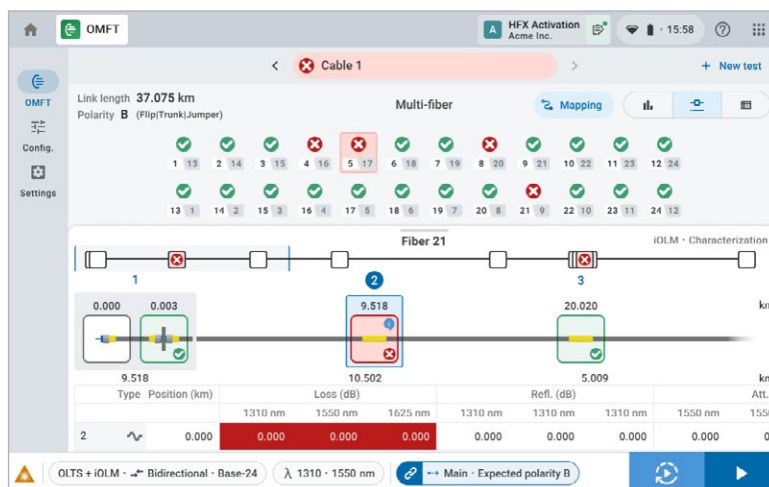 OMFT
A
HFX Activation
Acme Inc.
15:58
Cable 1
+ New test
OMFT
Config.
Settings
Link length 37.075 km
Polarity B (Flip|Trunk|Jumper)
Multi-fiber
Mapping
1 13 2 14 3 15 4 16 5 17 6 18 7 19 8 20 9 21 10 22 11 23 12 24
13 1 14 2 15 3 16 4 17 5 18 6 19 7 20 8 21 9 22 10 23 11 24 12
Fiber 21
iOLM · Characterization
1 2 3
0.000 0.003 9.518 20.020 km
9.518 10.502 5.009 km
Type Position (km) Loss (dB) Refl. (dB) Att.
1310 nm 1550 nm 1625 nm 1310 nm 1310 nm 1310 nm 1550 nm 155
2 0.000 0.000 0.000 0.000 0.000 0.000 0.000 0.000 0.0
OLTS + iOLM · Bidirectional · Base-24
λ 1310 · 1550 nm
Main · Expected polarity B